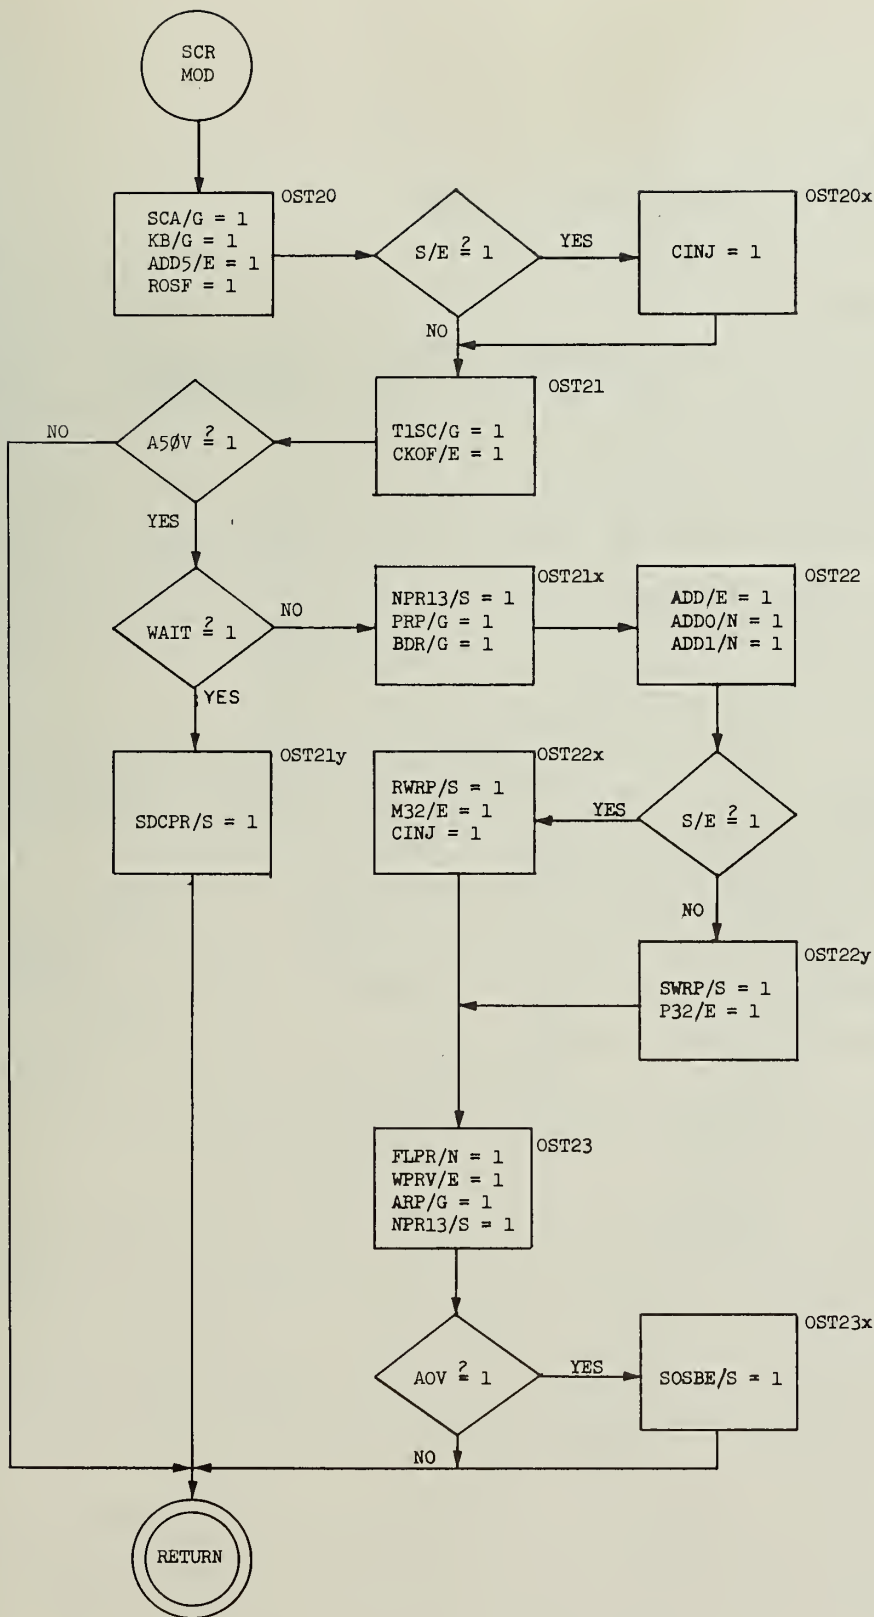 SCR
MOD
OST20
SCA/G = 1
KB/G = 1
ADD5/E = 1
ROSF = 1
S/E ?= 1
YES
NO
OST20x
CINJ = 1
OST21
T1SC/G = 1
CKOF/E = 1
A5ØV ?= 1
NO
YES
WAIT ?= 1
NO
YES
OST21x
NPR13/S = 1
PRP/G = 1
BDR/G = 1
OST22
ADD/E = 1
ADD0/N = 1
ADD1/N = 1
OST21y
SDCPR/S = 1
OST22x
RWRP/S = 1
M32/E = 1
CINJ = 1
YES
S/E ?= 1
NO
OST22y
SWRP/S = 1
P32/E = 1
OST23
FLPR/N = 1
WPRV/E = 1
ARP/G = 1
NPR13/S = 1
AOV ?= 1
YES
NO
OST23x
SOSBE/S = 1
RETURN